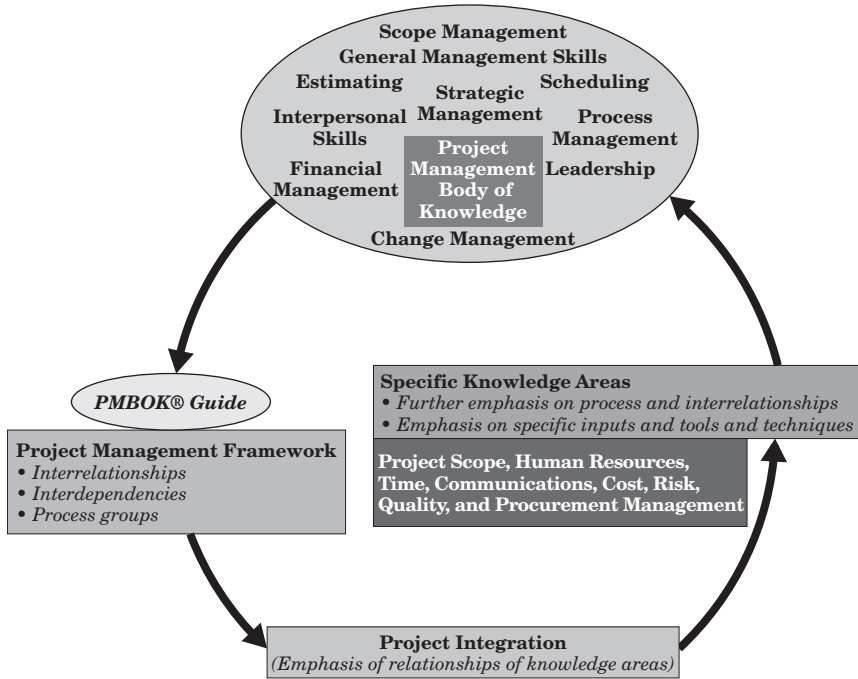 Scope Management
General Management Skills
Estimating
Scheduling
Strategic
Management
Interpersonal
Skills
Process
Management
Project
Management
Body of
Knowledge
Financial
Management
Leadership
Change Management
PMBOK® Guide
Project Management Framework
• Interrelationships
• Interdependencies
• Process groups
Specific Knowledge Areas
• Further emphasis on process and interrelationships
• Emphasis on specific inputs and tools and techniques
Project Scope, Human Resources,
Time, Communications, Cost, Risk,
Quality, and Procurement Management
Project Integration
(Emphasis of relationships of knowledge areas)